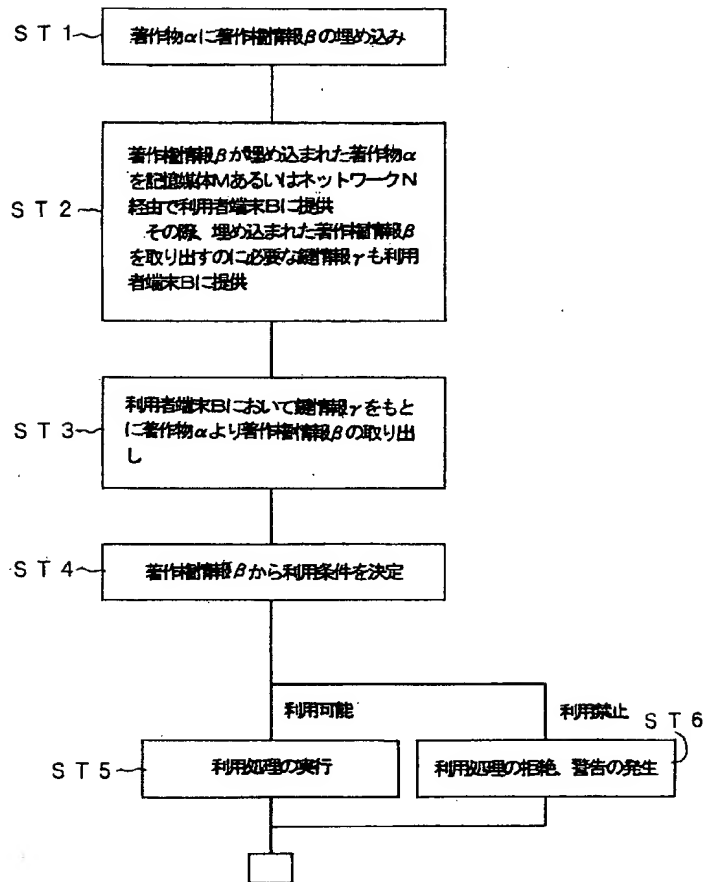 ST1
著作物αに著作権情報βの埋め込み
ST2
著作権情報βが埋め込まれた著作物α
を記憶媒体MあるいはネットワークN
経由で利用者端末Bに提供
その際、埋め込まれた著作権情報β
を取り出すのに必要な鍵情報γも利用
者端末Bに提供
ST3
利用者端末Bにおいて鍵情報γをもと
に著作物αより著作権情報βの取り出
し
ST4
著作権情報βから利用条件を決定
利用可能
利用禁止
ST6
ST5
利用処理の実行
利用処理の拒絶、警告の発生